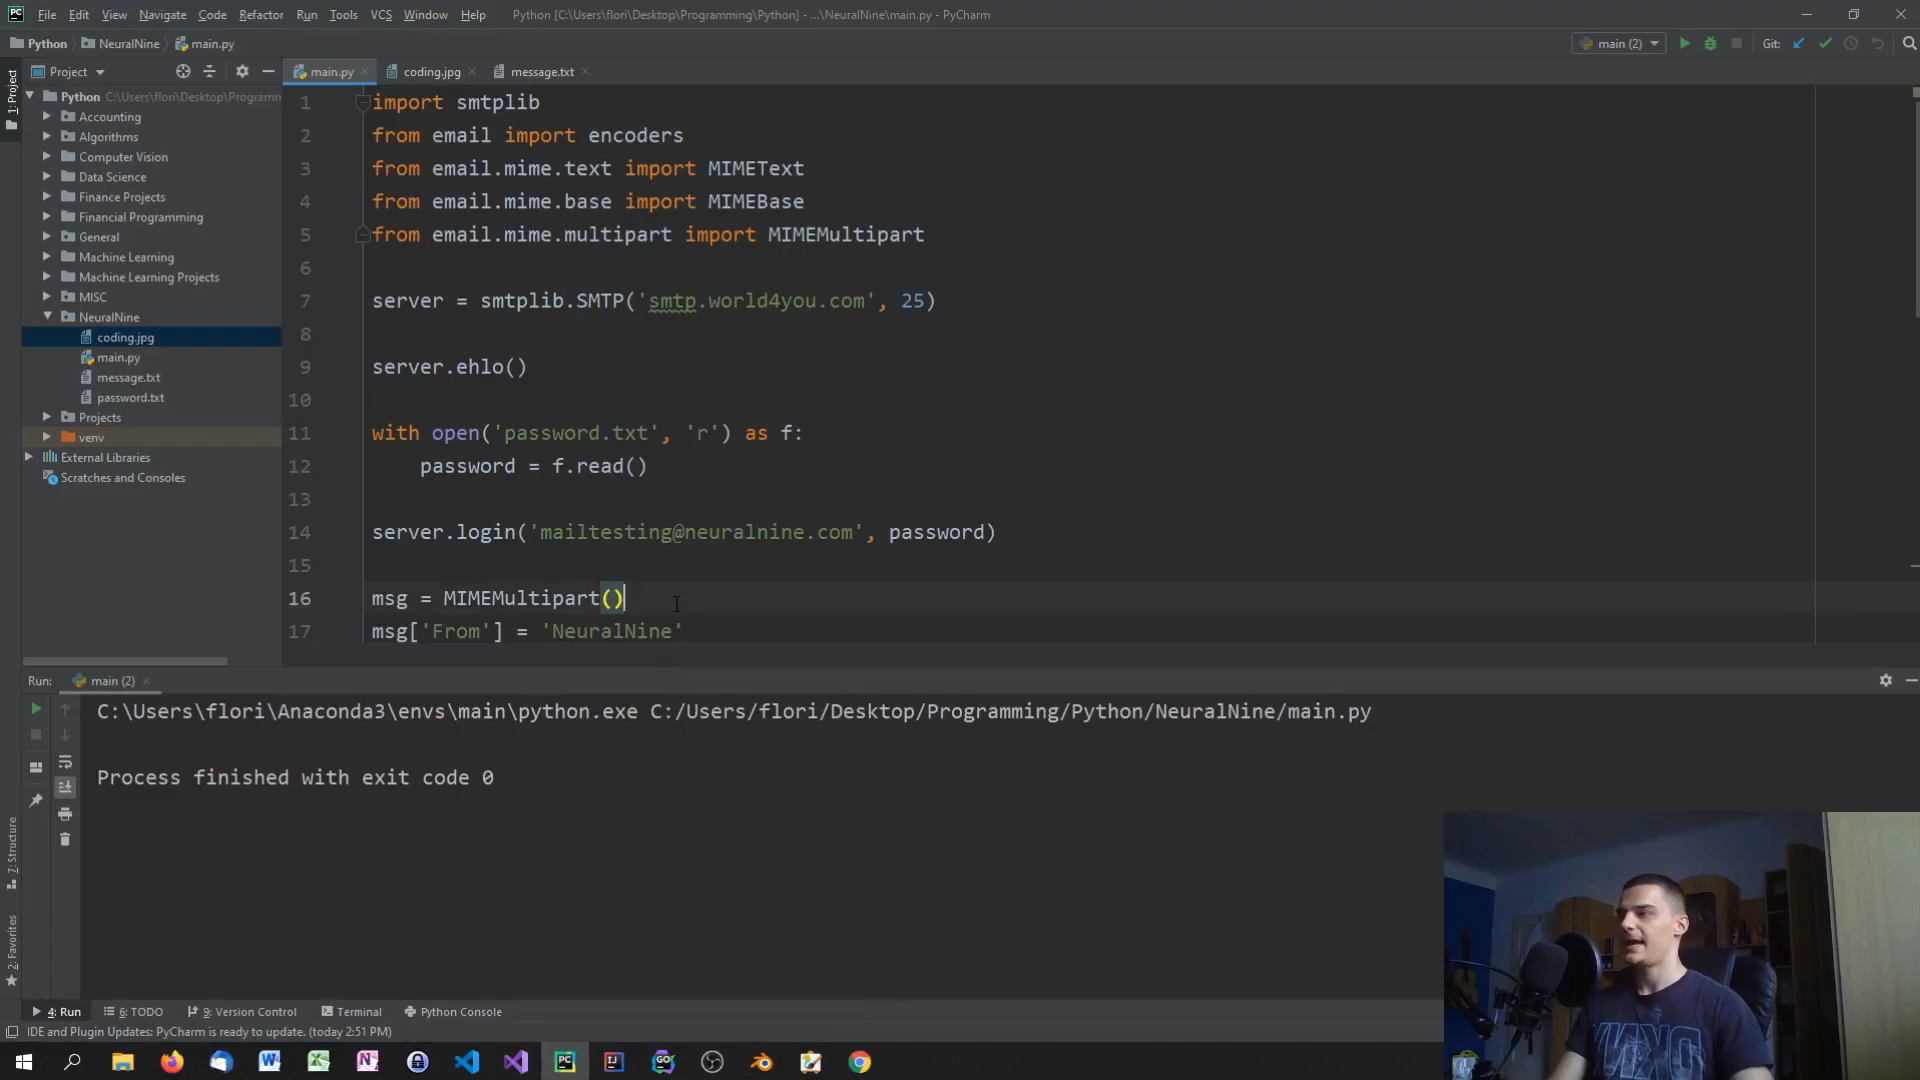 PC File Edit View Navigate Code Refactor Run Tools VCS Window Help Python [C:\Users\flori\Desktop\Programming\Python] - ...\NeuralNine\main.py - PyCharm
Python NeuralNine main.py main (2) Git:
Project main.py coding.jpg message.txt
1: Project
Python C:\Users\flori\Desktop\Programm
Accounting
Algorithms
Computer Vision
Data Science
Finance Projects
Financial Programming
General
Machine Learning
Machine Learning Projects
MISC
NeuralNine
coding.jpg
main.py
message.txt
password.txt
Projects
venv
External Libraries
Scratches and Consoles
1 import smtplib
2 from email import encoders
3 from email.mime.text import MIMEText
4 from email.mime.base import MIMEBase
5 from email.mime.multipart import MIMEMultipart
6
7 server = smtplib.SMTP('smtp.world4you.com', 25)
8
9 server.ehlo()
10
11 with open('password.txt', 'r') as f:
12 password = f.read()
13
14 server.login('mailtesting@neuralnine.com', password)
15
16 msg = MIMEMultipart()
17 msg['From'] = 'NeuralNine'
Run: main (2)
C:\Users\flori\Anaconda3\envs\main\python.exe C:/Users/flori/Desktop/Programming/Python/NeuralNine/main.py
Process finished with exit code 0
7: Structure
2: Favorites
4: Run 6: TODO 9: Version Control Terminal Python Console
IDE and Plugin Updates: PyCharm is ready to update. (today 2:51 PM)